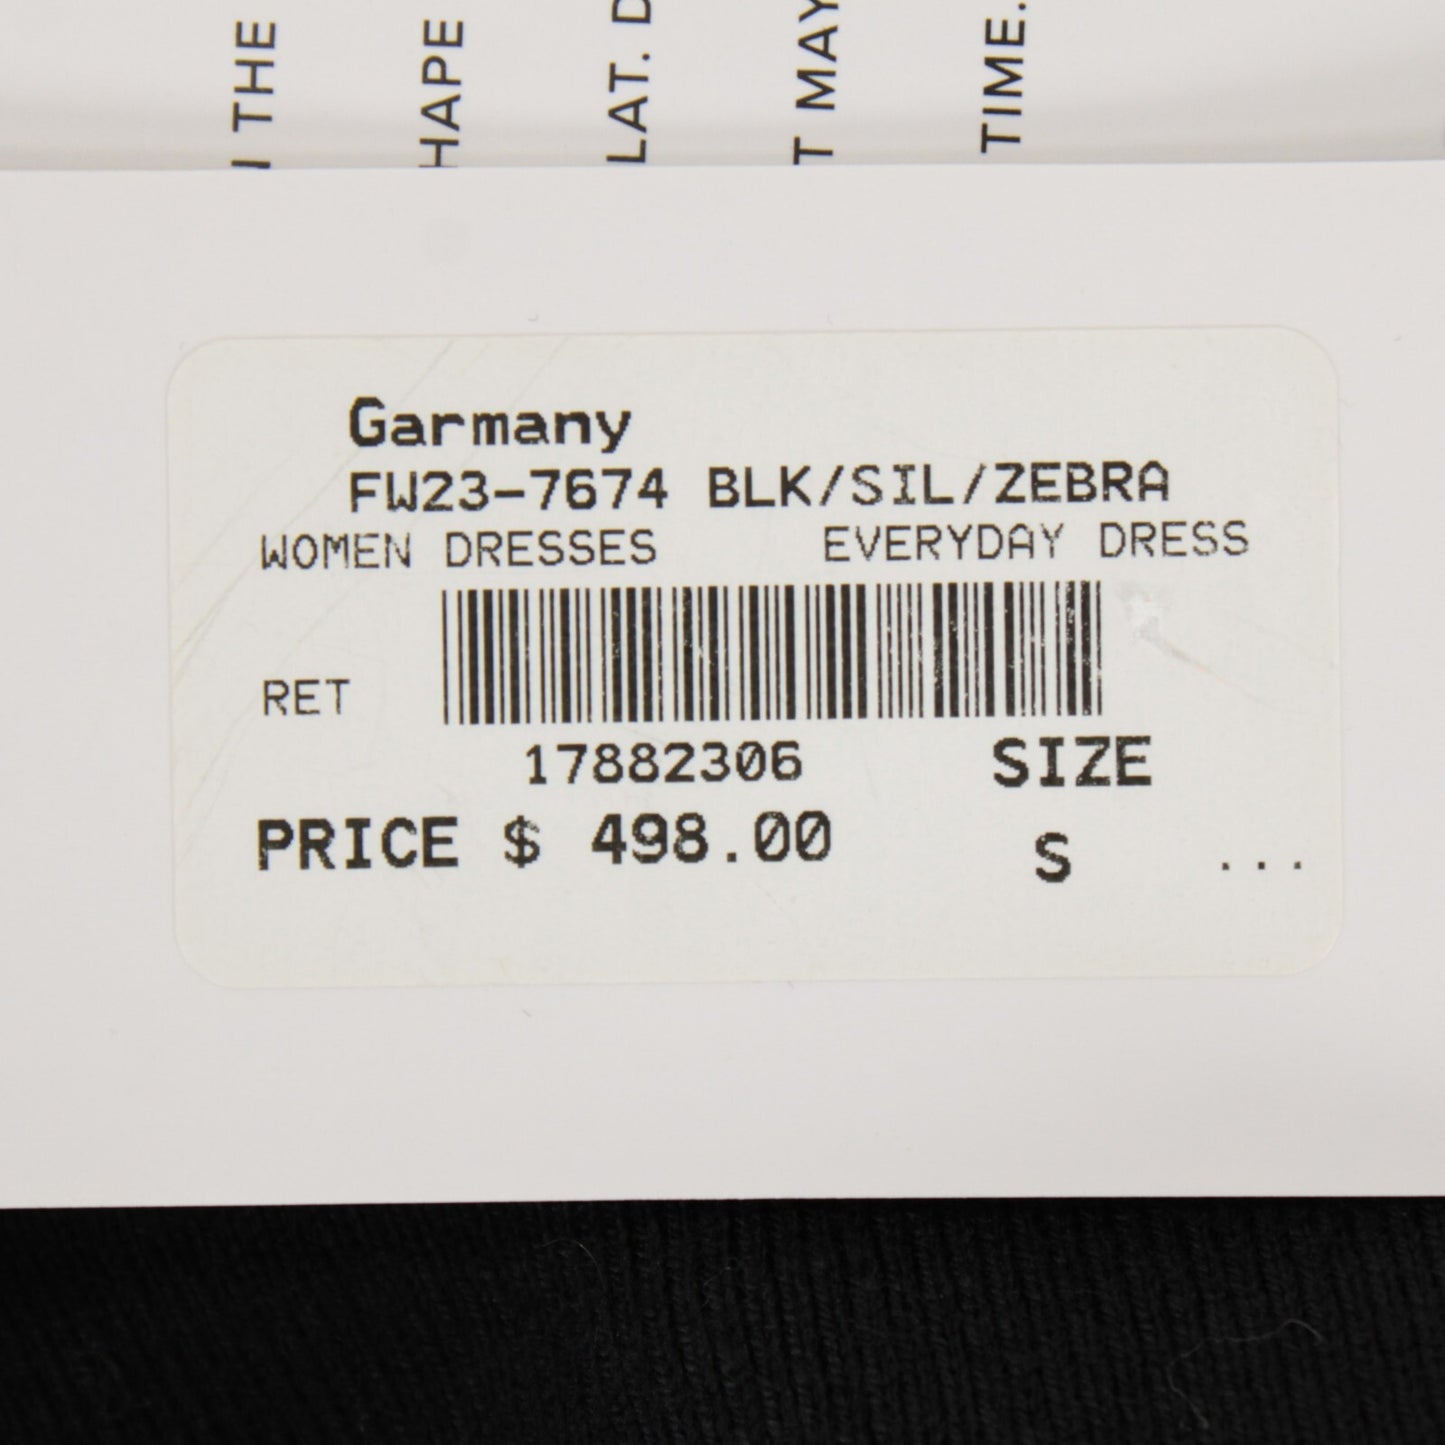 I THE
HAPE
LAT. D
T MAY
TIME.
Garmany
FW23-7674 BLK/SIL/ZEBRA
WOMEN DRESSES EVERYDAY DRESS
RET
17882306 SIZE
PRICE $ 498.00 S ...